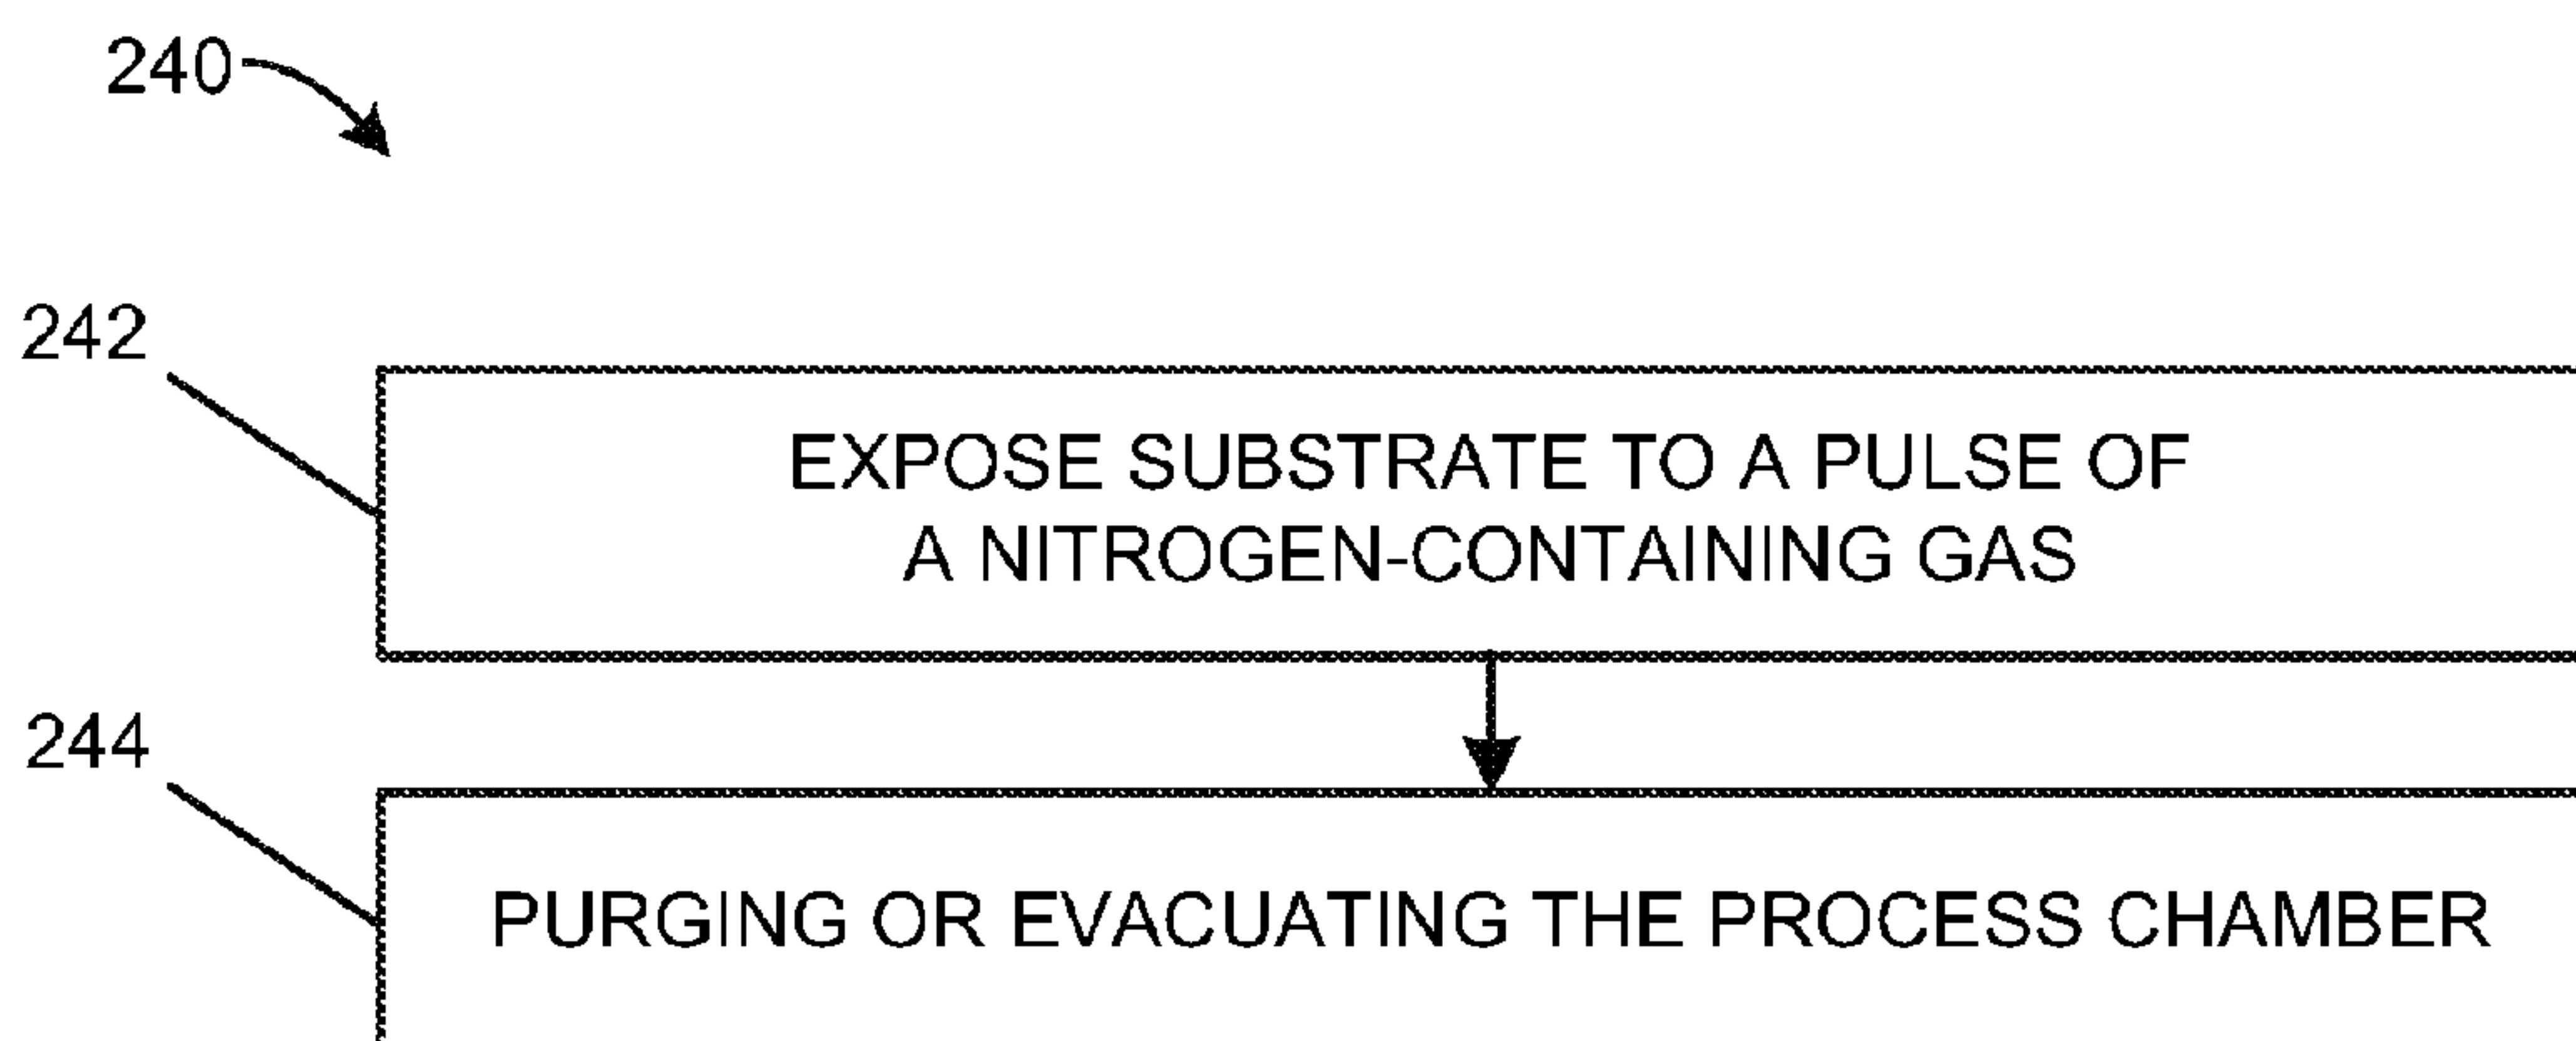 240
242
EXPOSE SUBSTRATE TO A PULSE OF
A NITROGEN-CONTAINING GAS
244
PURGING OR EVACUATING THE PROCESS CHAMBER